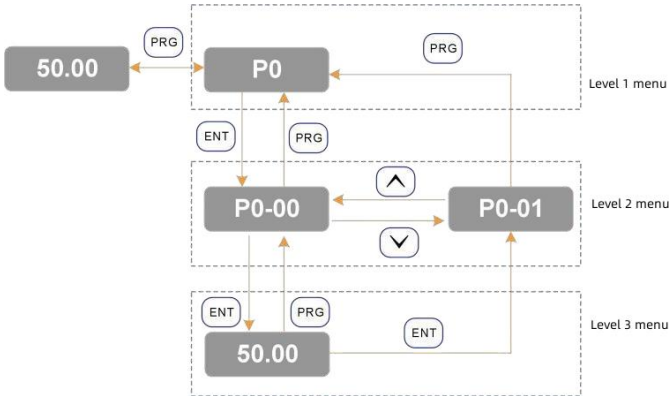 PRG
PRG
50.00
P0
Level 1 menu
ENT
PRG
P0-00
P0-01
Level 2 menu
ENT
PRG
Level 3 menu
ENT
50.00